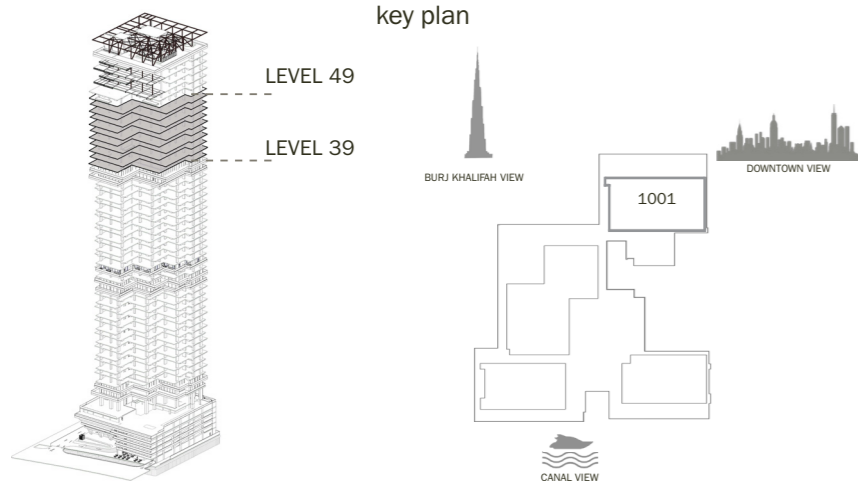 key plan
LEVEL 49
LEVEL 39
BURJ KHALIFAH VIEW
DOWNTOWN VIEW
1001
CANAL VIEW